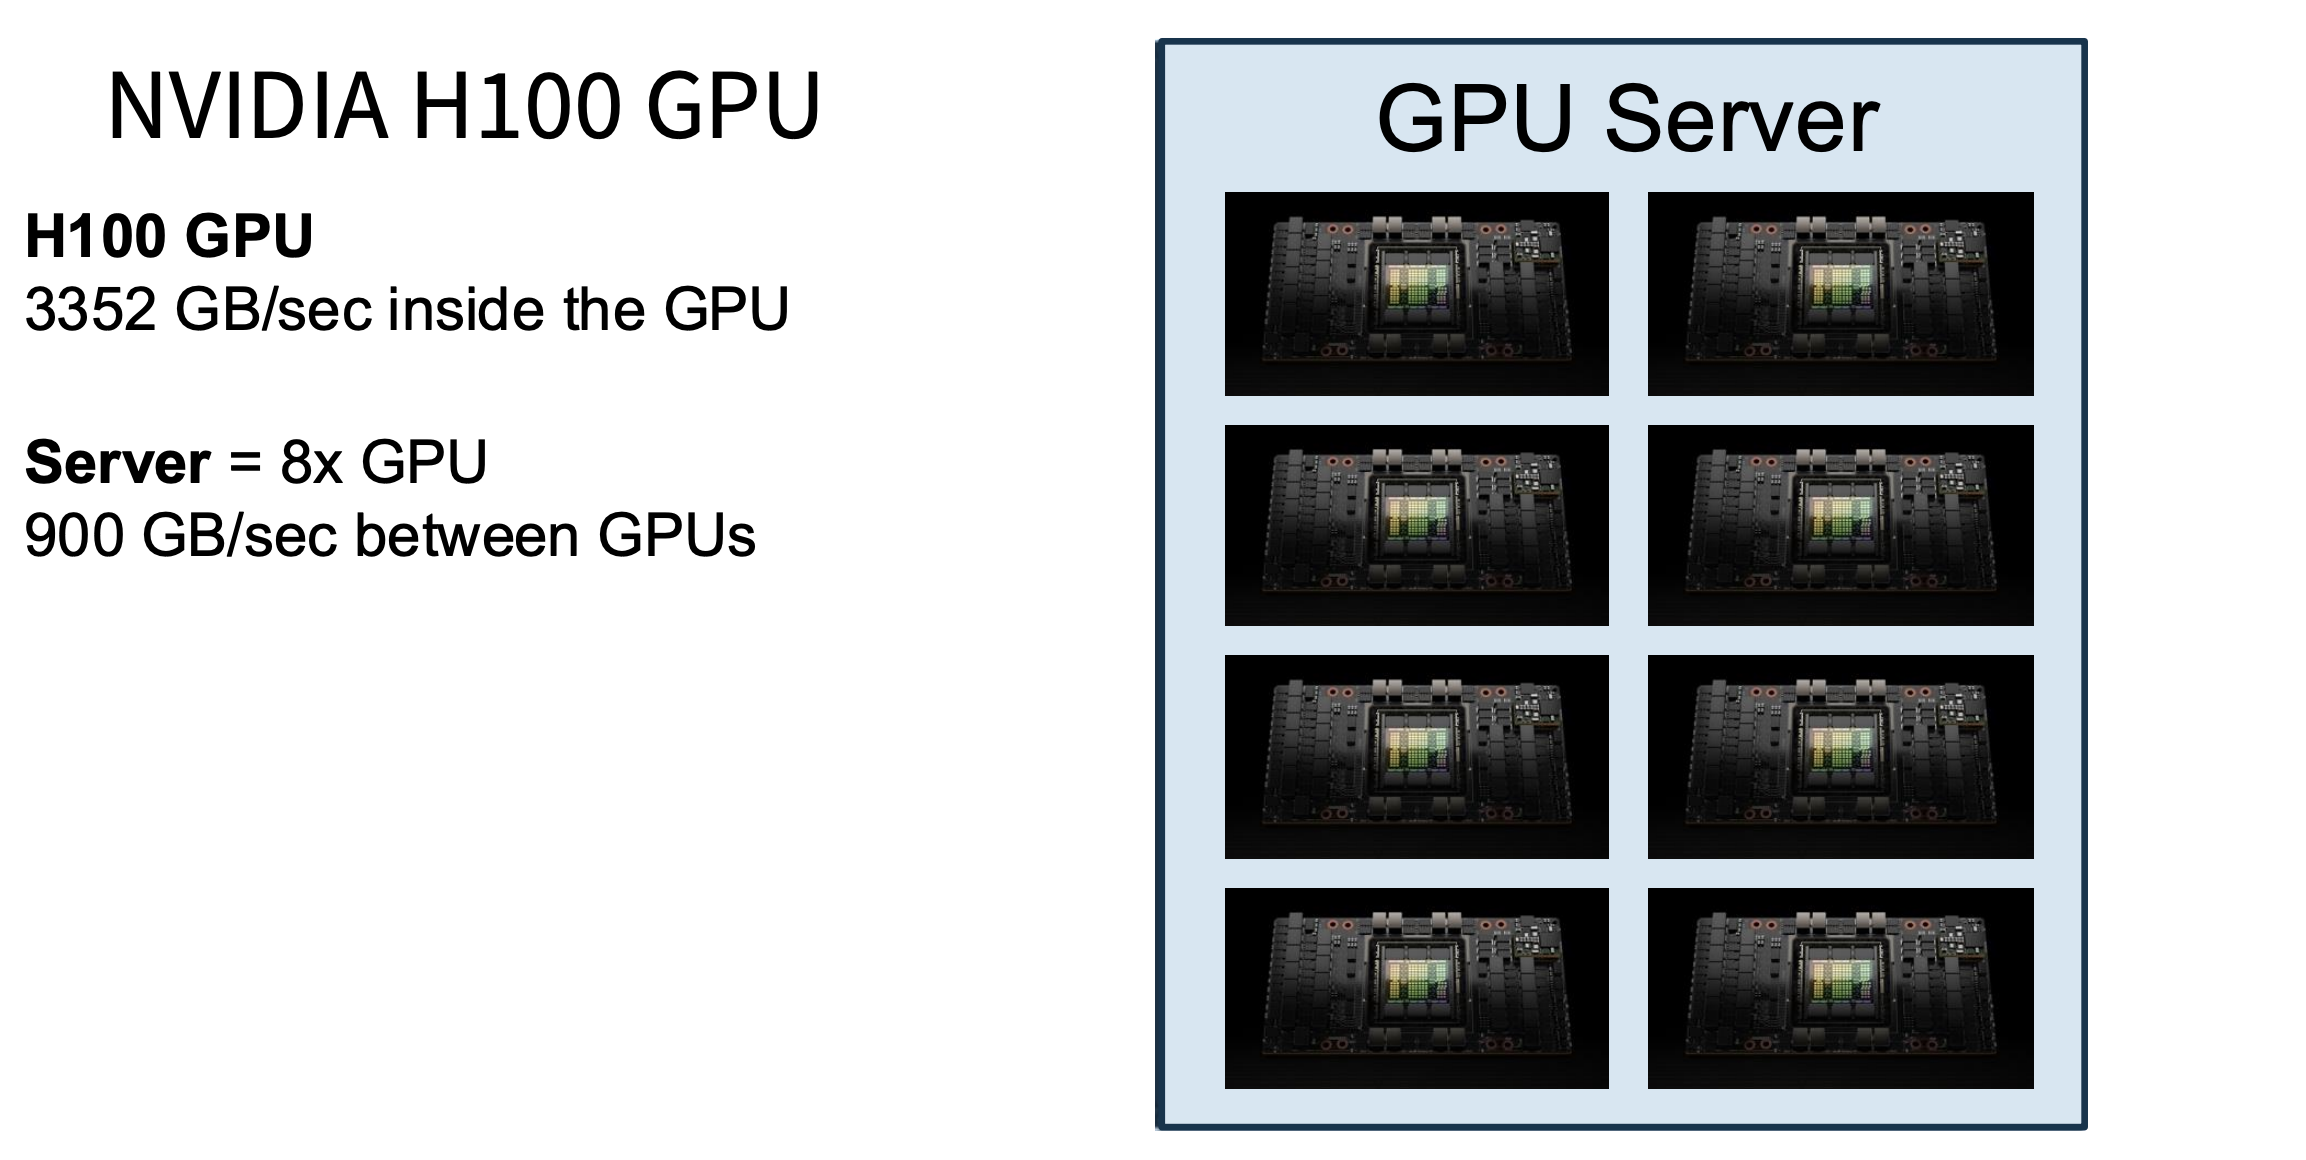 NVIDIA H100 GPU
H100 GPU
3352 GB/sec inside the GPU
Server = 8x GPU
900 GB/sec between GPUs
GPU Server